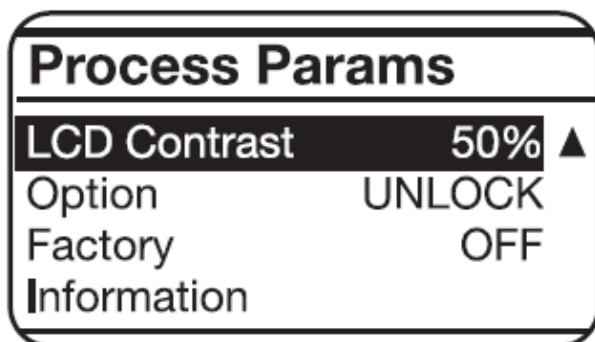 Process Params
LCD Contrast 50% ▲
Option UNLOCK
Factory OFF
Information